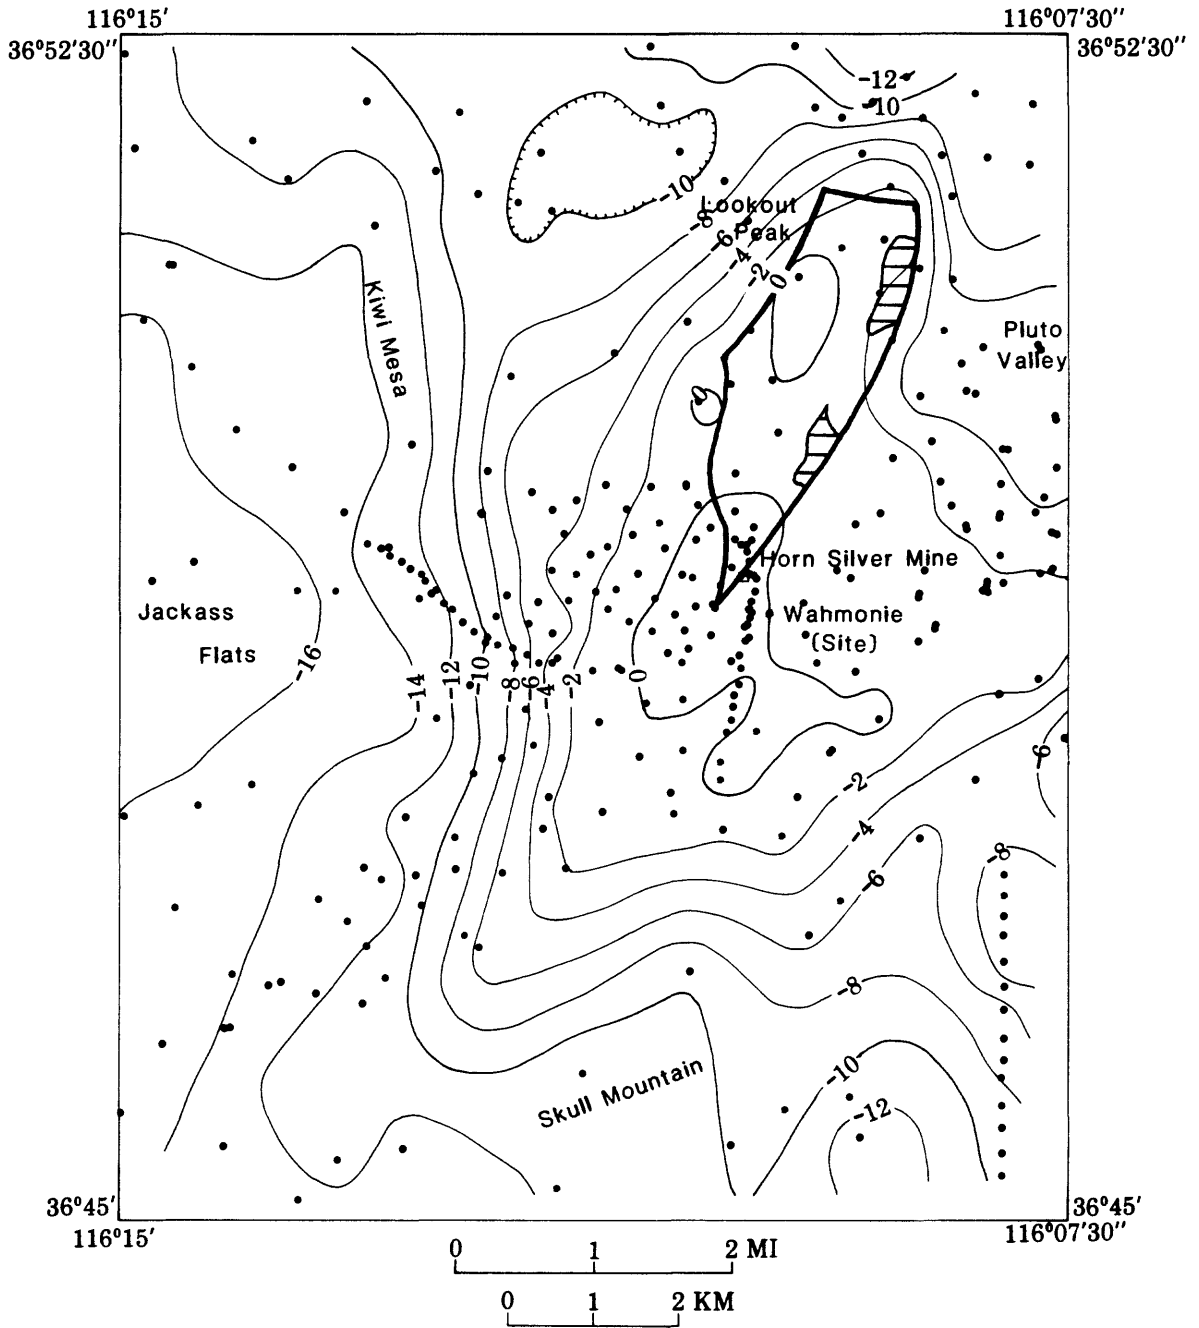 116°15′
116°07′30″
36°52′30″
36°52′30″
-12
-10
-10
Lookout
Peak
-8
-6
-4
-2
0
Kiwi Mesa
Pluto
Valley
0
Horn Silver Mine
Jackass
Flats
Wahmonie
(Site)
-16
-14
-12
-10
-8
-6
-4
-2
0
-2
-6
-4
-8
-6
-8
-10
-12
Skull Mountain
36°45′
36°45′
116°15′
116°07′30″
0 1 2 MI
0 1 2 KM